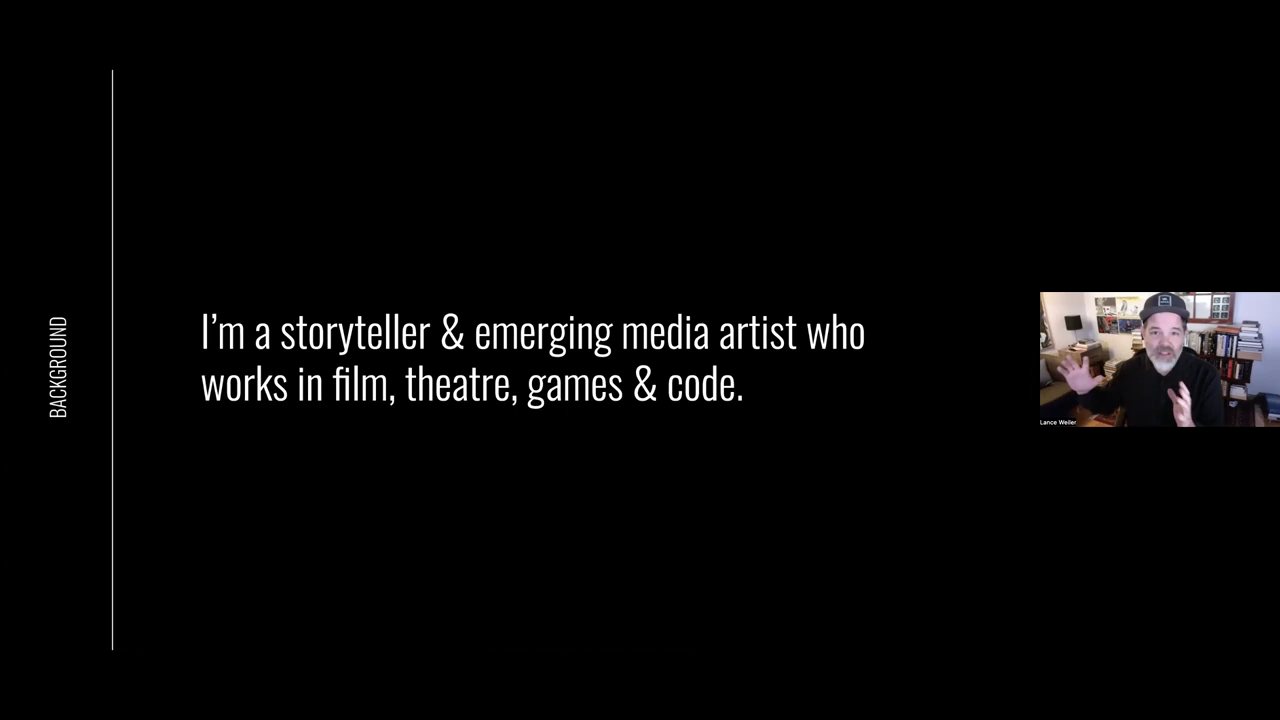 BACKGROUND
I’m a storyteller & emerging media artist who
works in film, theatre, games & code.
Lance Weiler